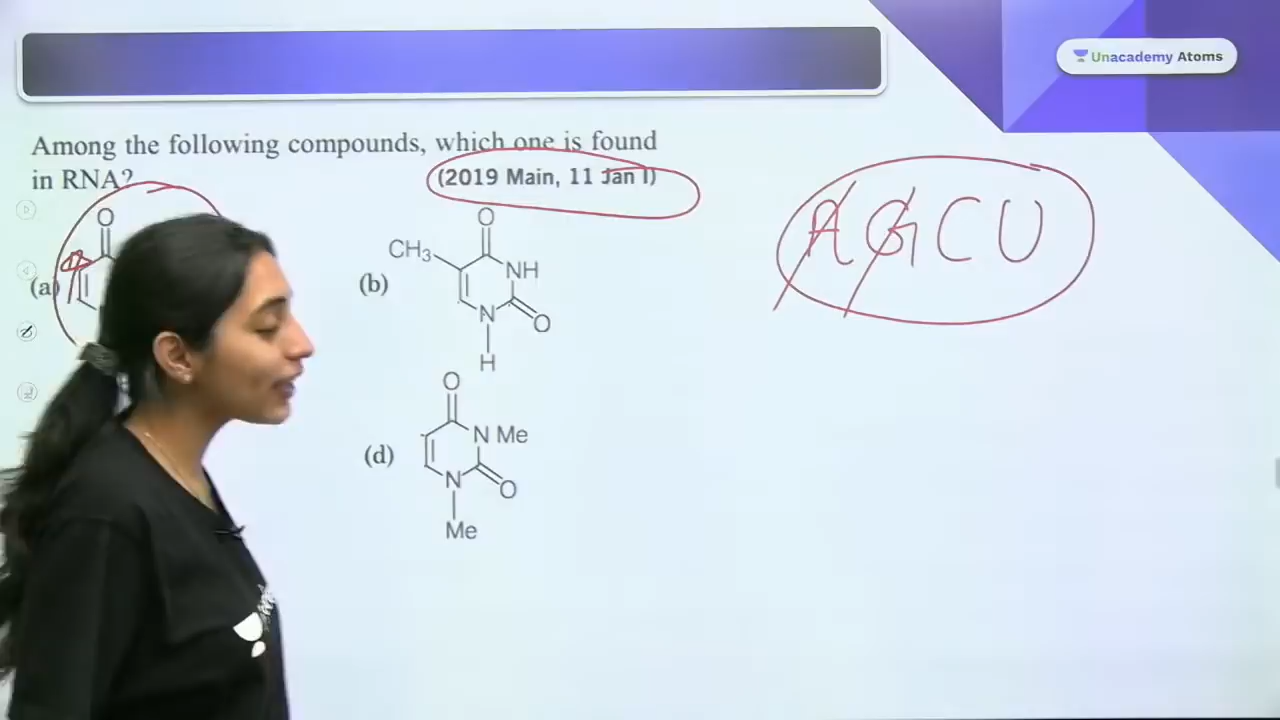 Unacademy Atoms
Among the following compounds, which one is found
in RNA?
(2019 Main, 11 Jan I)
A G C U
(a)
O
(b)
O
CH3
NH
N
O
H
(d)
O
N Me
N
O
Me